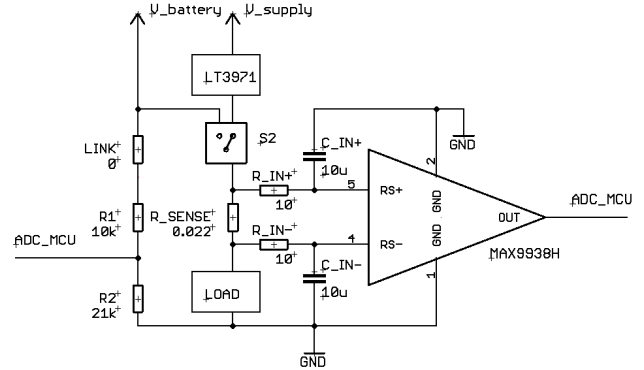 V_battery
V_supply
LT3971
S2
LINK
0
C_IN+
10u
GND
R_IN+
10
5
RS+
2
GND
R1
10k
R_SENSE
0.022
ADC_MCU
OUT
ADC_MCU
R_IN-
10
4
RS-
GND
1
MAX9938H
C_IN-
10u
LOAD
R2
21k
GND